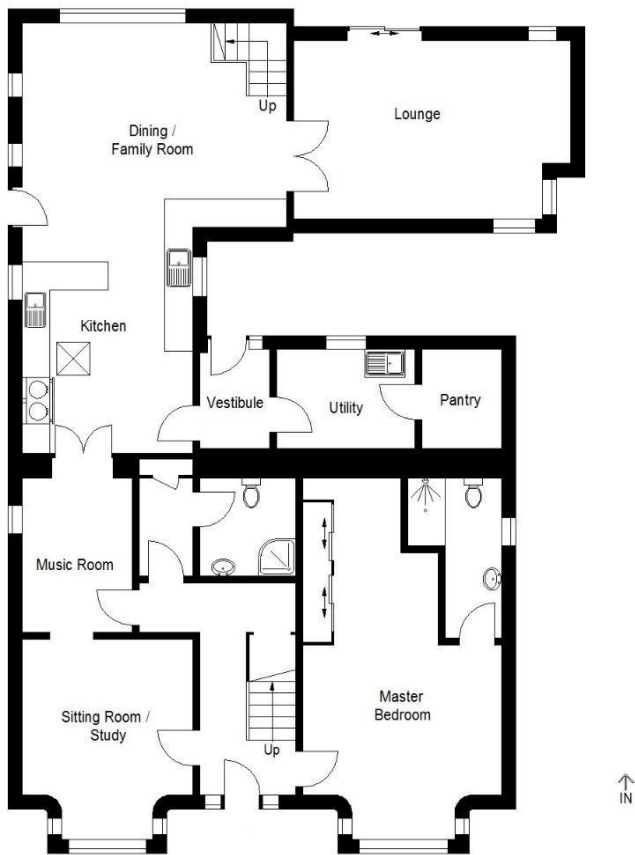 Up
Lounge
Dining /
Family Room
Kitchen
Vestibule
Utility
Pantry
Music Room
Sitting Room /
Study
Up
Master
Bedroom
IN